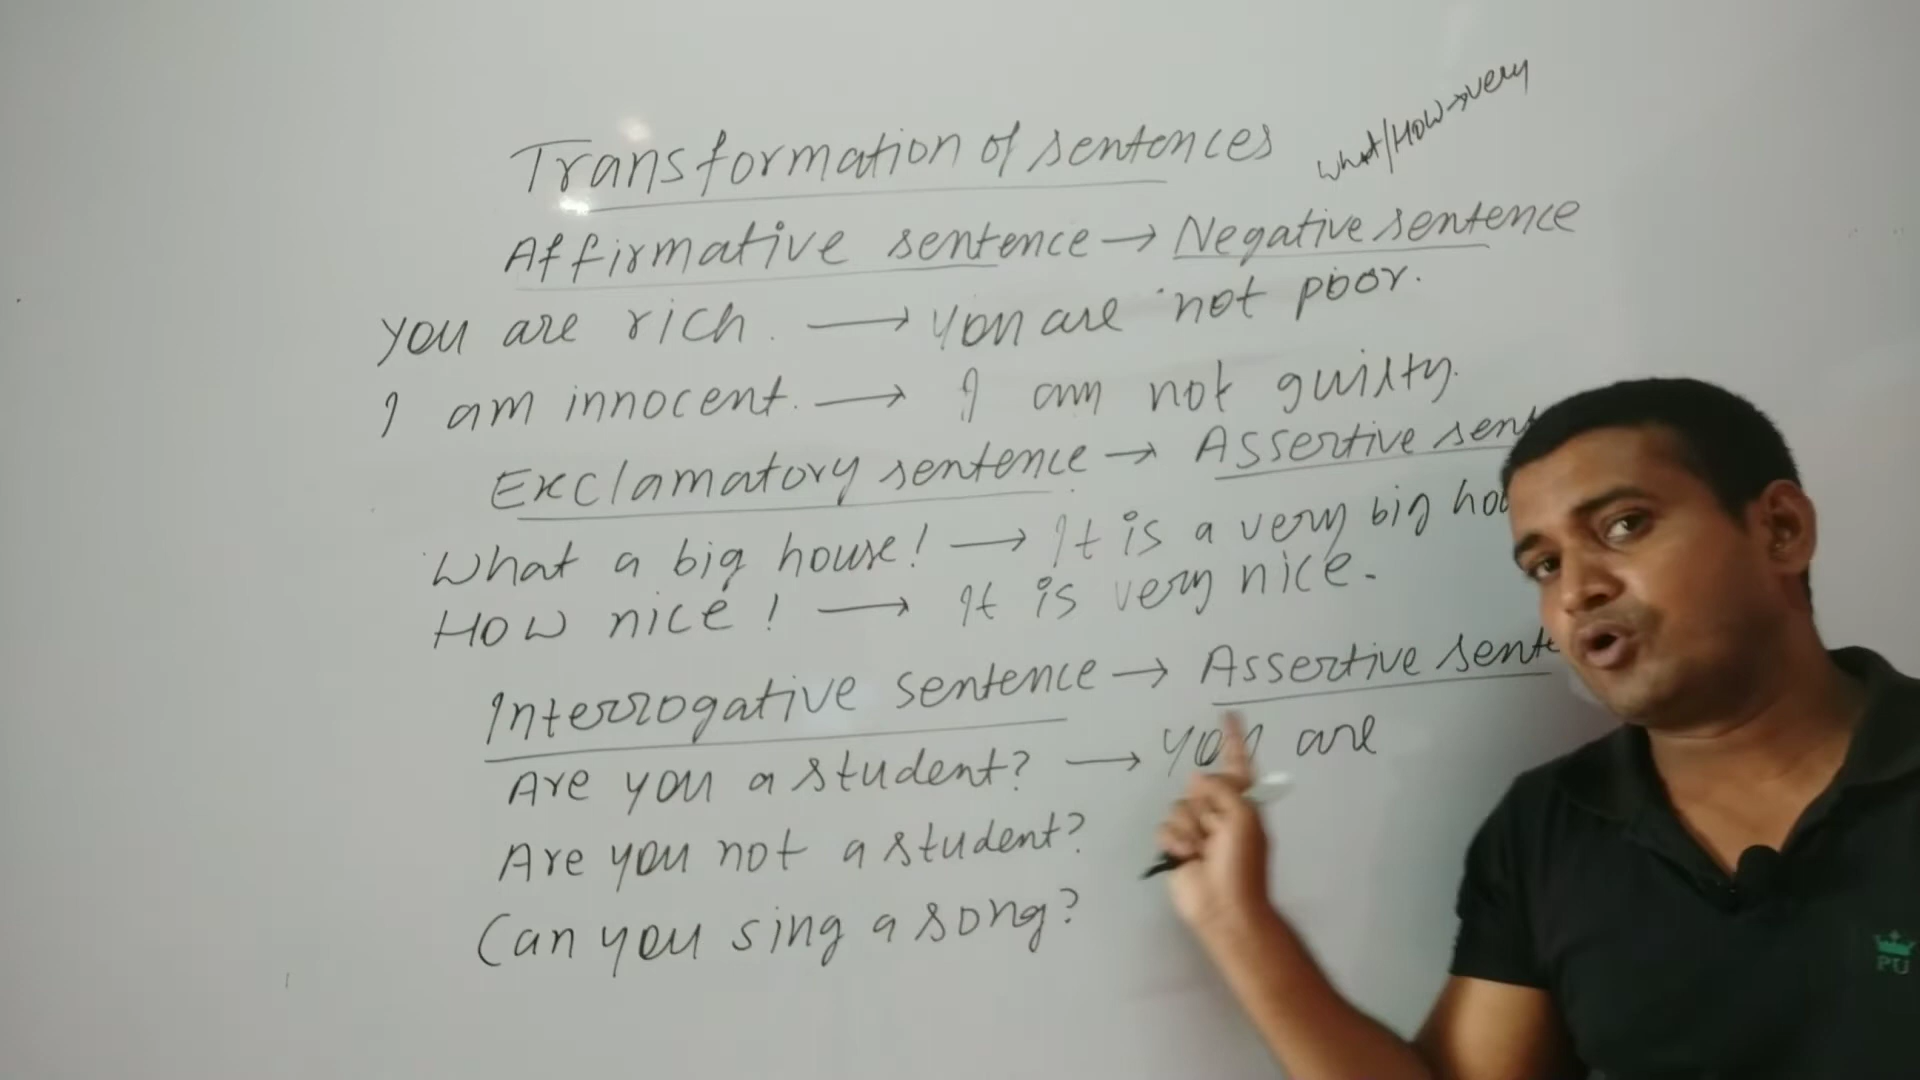 What/How→very
Transformation of sentences
Affirmative sentence → Negative sentence
You are rich. → You are not poor.
I am innocent. → I am not guilty.
Exclamatory sentence → Assertive sent
What a big house! → It is a very big hou
How nice! → It is very nice.
Interrogative sentence → Assertive sente
Are you a student? → You are
Are you not a student?
Can you sing a song?
PU